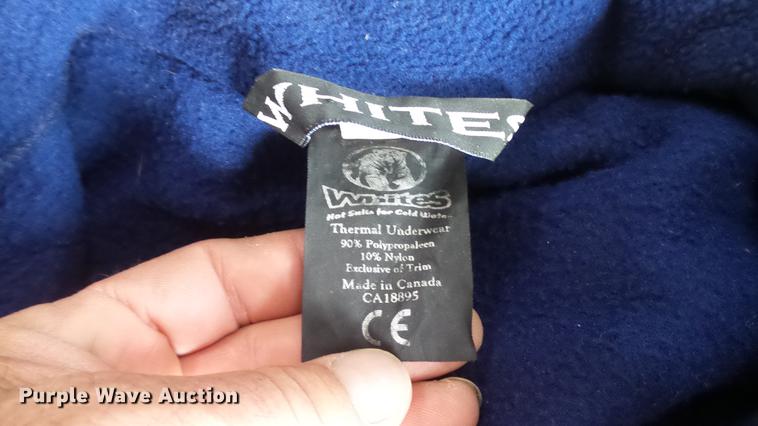 WHITES
Whites
Hot Suits for Cold Water
Thermal Underwear
90% Polypropaleen
10% Nylon
Exclusive of Trim
Made in Canada
CA18895
CE
Purple Wave Auction